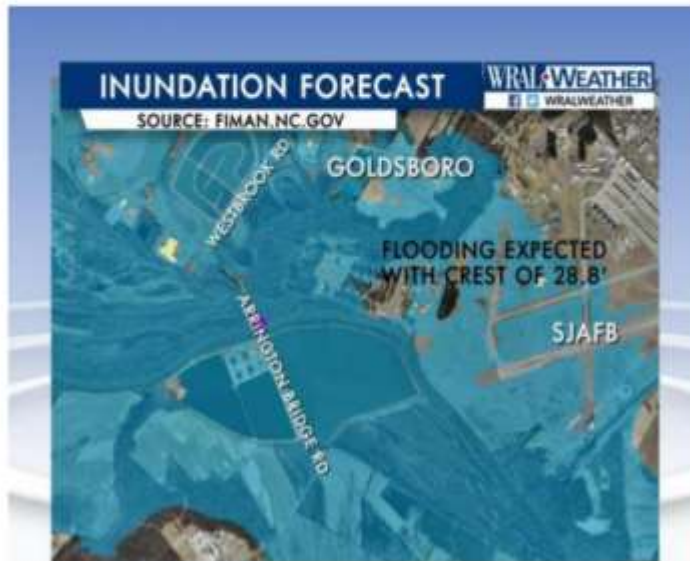 INUNDATION FORECAST
WRAL WEATHER
WRALWEATHER
SOURCE: FIMAN.NC.GOV
WESTBROOK RD
GOLDSBORO
FLOODING EXPECTED
WITH CREST OF 28.8'
SJAFB
ARRINGTON BRIDGE RD